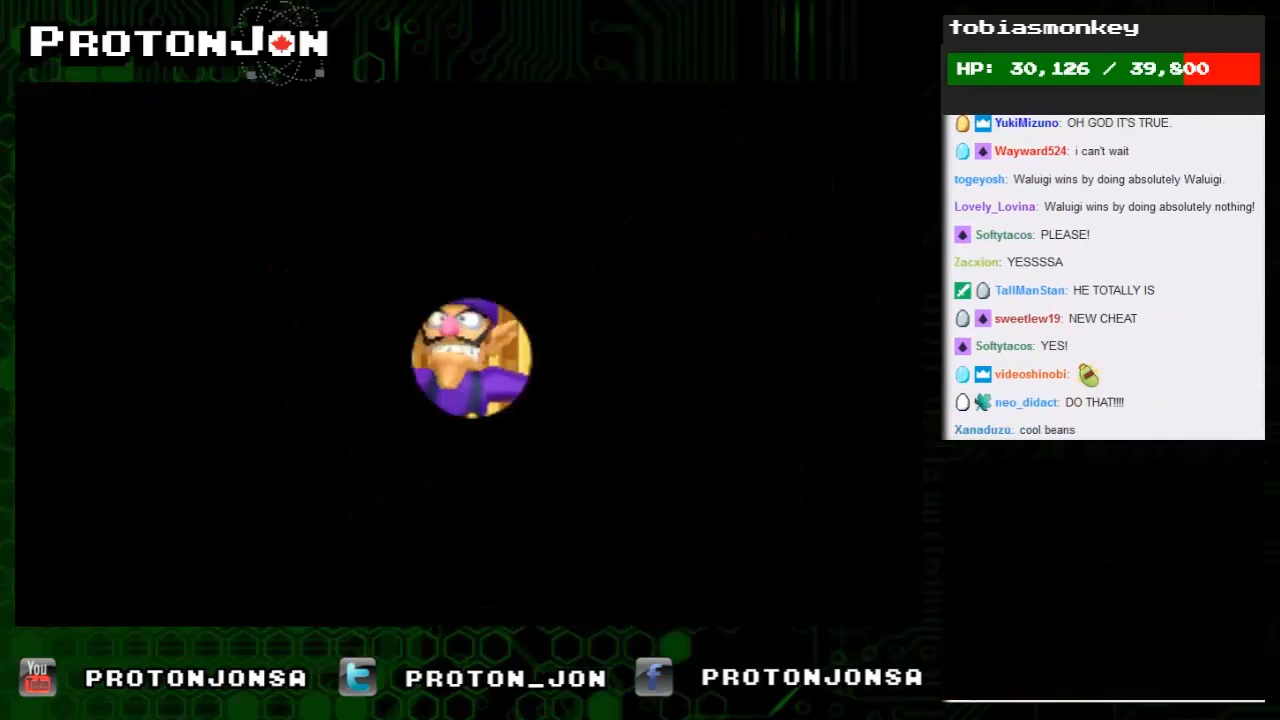 PROTONJON
tobiasmonkey
HP: 30,126 / 39,800
YukiMizuno: OH GOD IT'S TRUE.
Wayward524: i can't wait
togeyosh: Waluigi wins by doing absolutely Waluigi.
Lovely_Lovina: Waluigi wins by doing absolutely nothing!
Softytacos: PLEASE!
Zacxion: YESSSSA
TallManStan: HE TOTALLY IS
sweetlew19: NEW CHEAT
Softytacos: YES!
videoshinobi:
neo_didact: DO THAT!!!!
Xanaduzu: cool beans
You Tube PROTONJONSA t PROTON_JON f PROTONJONSA